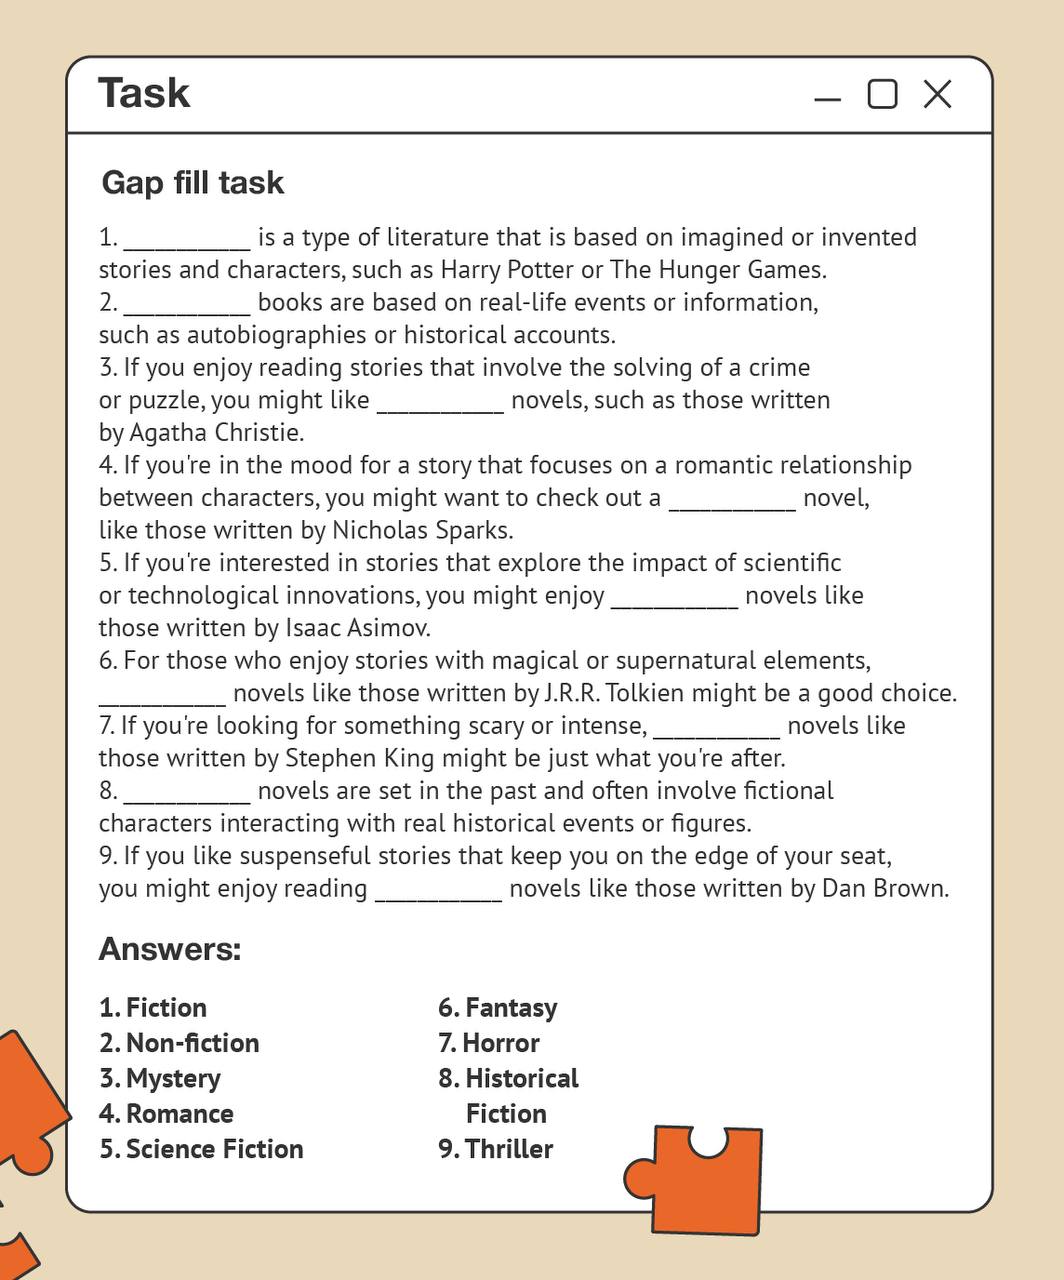 Task
Gap fill task
1. ____________ is a type of literature that is based on imagined or invented
stories and characters, such as Harry Potter or The Hunger Games.
2. ____________ books are based on real-life events or information,
such as autobiographies or historical accounts.
3. If you enjoy reading stories that involve the solving of a crime
or puzzle, you might like ____________ novels, such as those written
by Agatha Christie.
4. If you're in the mood for a story that focuses on a romantic relationship
between characters, you might want to check out a ____________ novel,
like those written by Nicholas Sparks.
5. If you're interested in stories that explore the impact of scientific
or technological innovations, you might enjoy ____________ novels like
those written by Isaac Asimov.
6. For those who enjoy stories with magical or supernatural elements,
____________ novels like those written by J.R.R. Tolkien might be a good choice.
7. If you're looking for something scary or intense, ____________ novels like
those written by Stephen King might be just what you're after.
8. ____________ novels are set in the past and often involve fictional
characters interacting with real historical events or figures.
9. If you like suspenseful stories that keep you on the edge of your seat,
you might enjoy reading ____________ novels like those written by Dan Brown.
Answers:
1. Fiction
2. Non-fiction
3. Mystery
4. Romance
5. Science Fiction
6. Fantasy
7. Horror
8. Historical
Fiction
9. Thriller